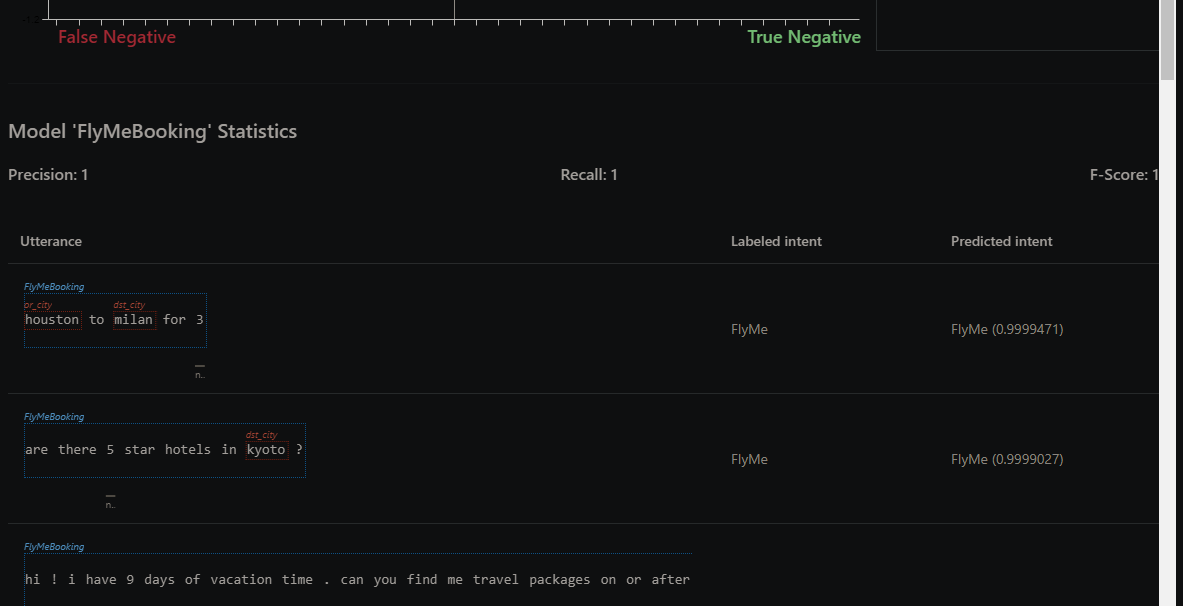 -1.2
False Negative True Negative
Model 'FlyMeBooking' Statistics
Precision: 1 Recall: 1 F-Score: 1
Utterance Labeled intent Predicted intent
FlyMeBooking
or_city dst_city
houston to milan for 3
FlyMe FlyMe (0.9999471)
n..
FlyMeBooking
dst_city
are there 5 star hotels in kyoto ?
FlyMe FlyMe (0.9999027)
n..
FlyMeBooking
hi ! i have 9 days of vacation time . can you find me travel packages on or after